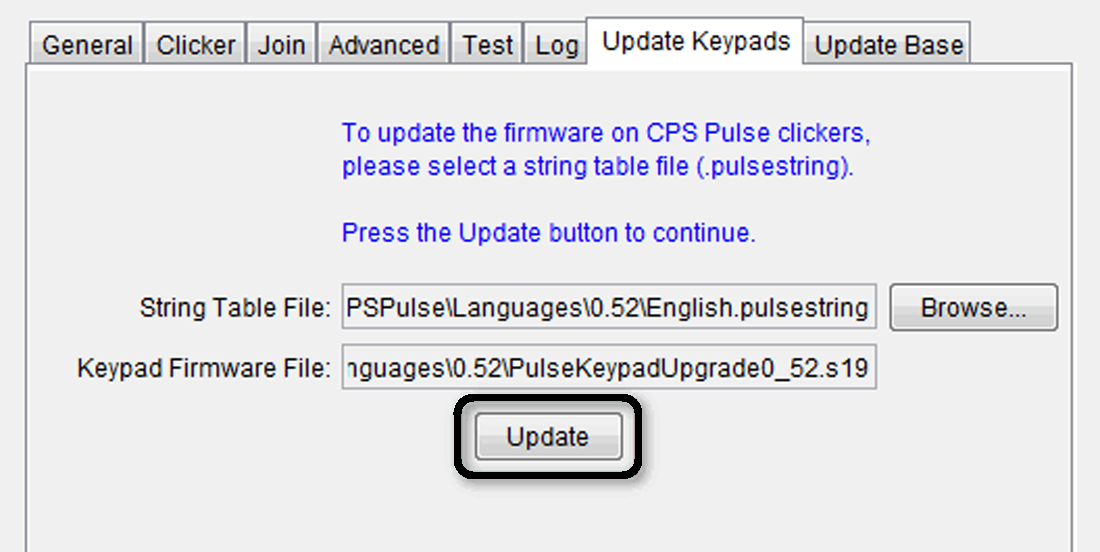 General Clicker Join Advanced Test Log Update Keypads Update Base
To update the firmware on CPS Pulse clickers,
please select a string table file (.pulsestring).
Press the Update button to continue.
String Table File: PSPulse\Languages\0.52\English.pulsestring Browse...
Keypad Firmware File: nguages\0.52\PulseKeypadUpgrade0_52.s19
Update